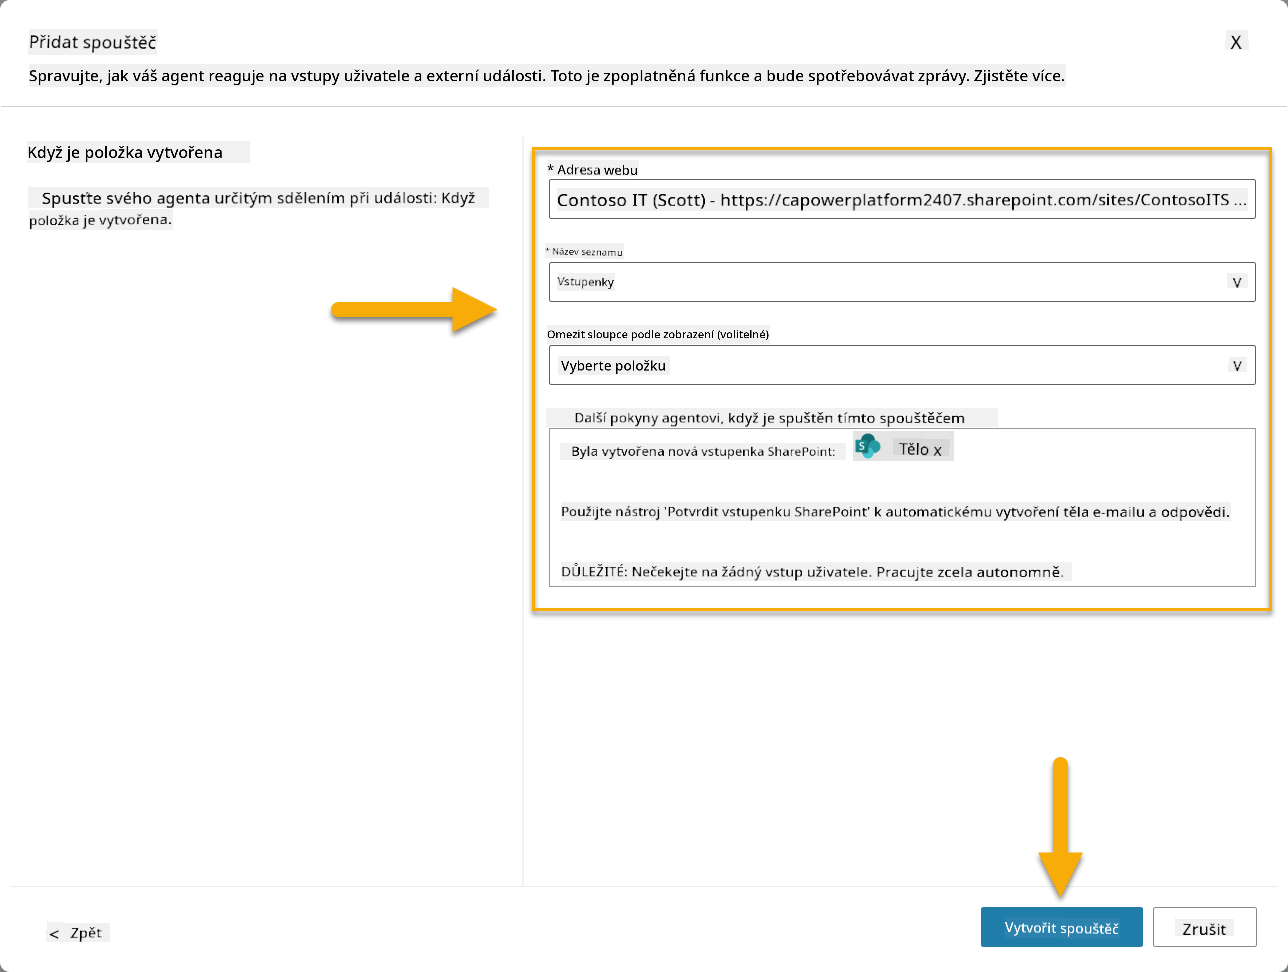 Přidat spouštěč
X
Spravujte, jak váš agent reaguje na vstupy uživatele a externí události. Toto je zpoplatněná funkce a bude spotřebovávat zprávy. Zjistěte více.
Když je položka vytvořena
Spusťte svého agenta určitým sdělením při události: Když
položka je vytvořena.
* Adresa webu
Contoso IT (Scott) - https://capowerplatform2407.sharepoint.com/sites/ContosoITS ...
* Název seznamu
Vstupenky
V
Omezit sloupce podle zobrazení (volitelné)
Vyberte položku
V
Další pokyny agentovi, když je spuštěn tímto spouštěčem
Byla vytvořena nová vstupenka SharePoint: S Tělo x
Použijte nástroj 'Potvrdit vstupenku SharePoint' k automatickému vytvoření těla e-mailu a odpovědi.
DŮLEŽITÉ: Nečekejte na žádný vstup uživatele. Pracujte zcela autonomně.
< Zpět
Vytvořit spouštěč
Zrušit